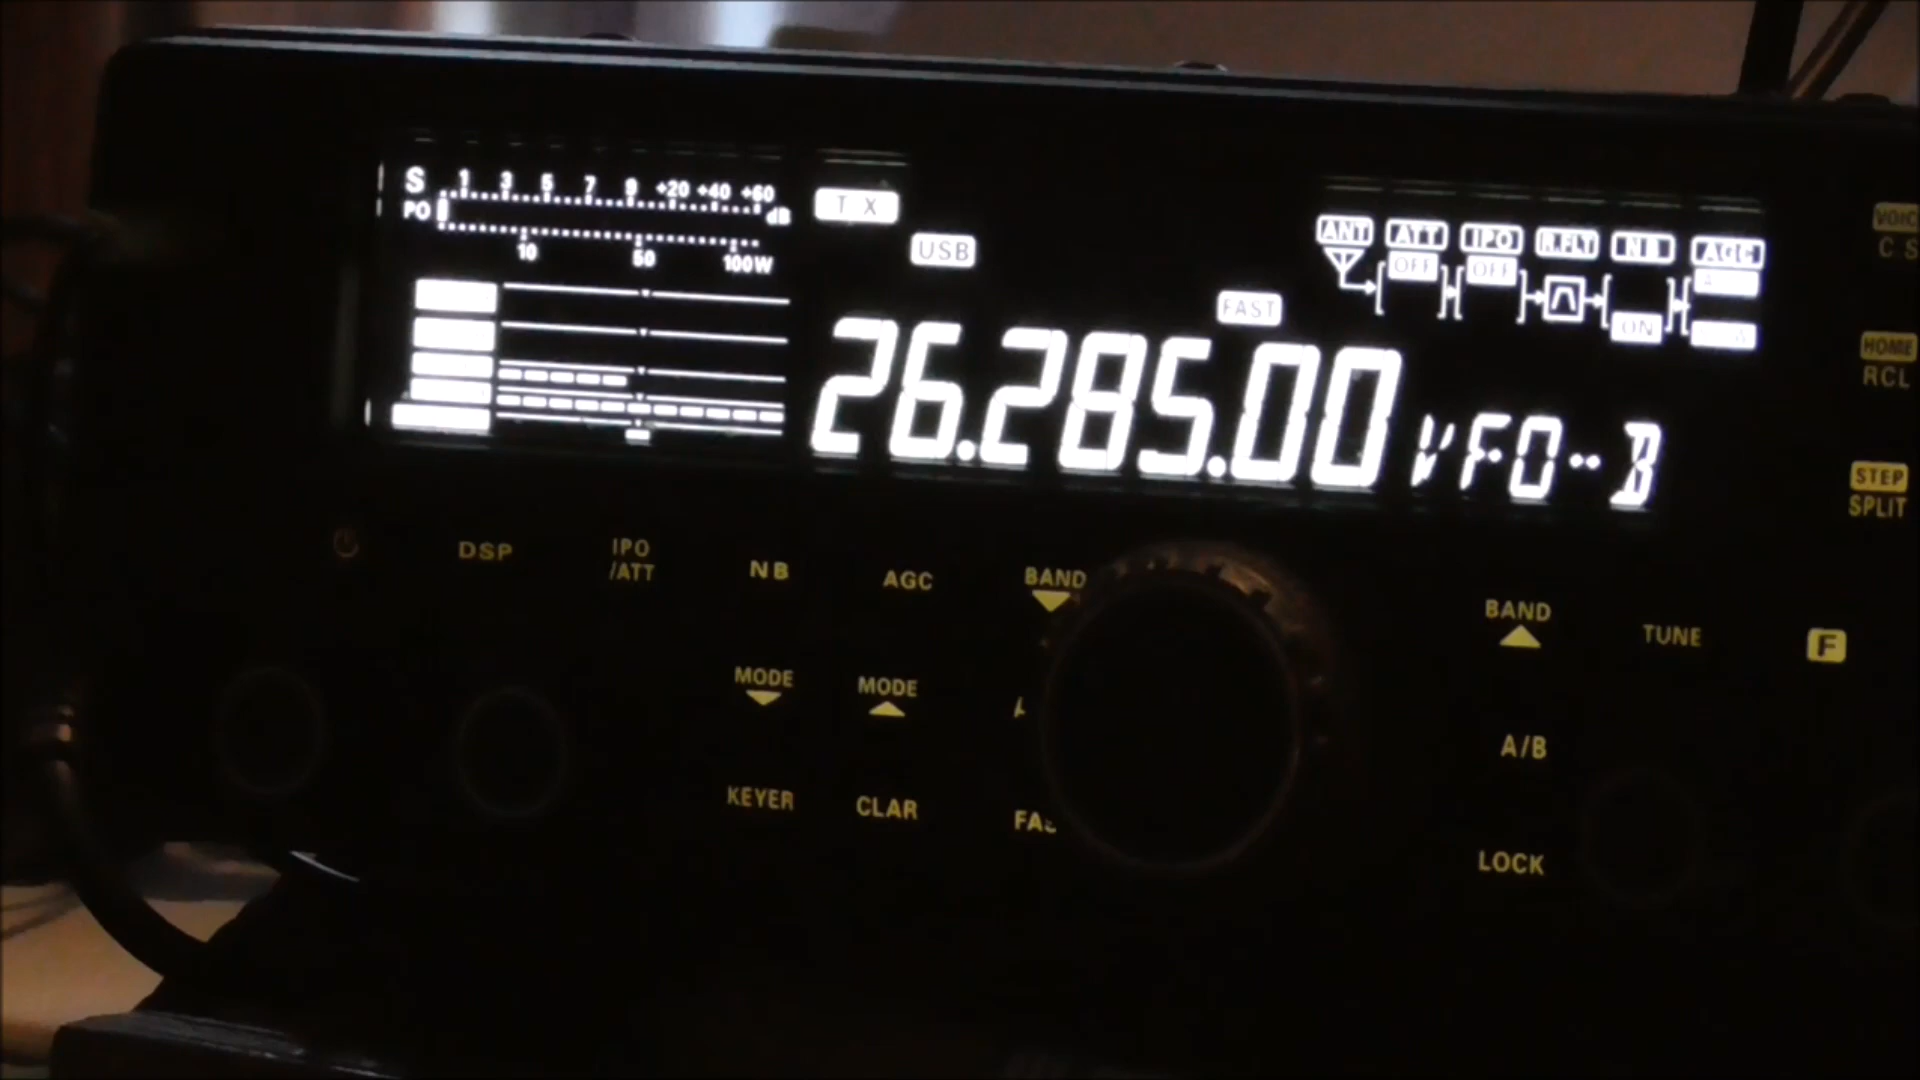 S 1 3 5 7 9 +20 +40 +60 dB
PO
10 50 100W
TX
USB
FAST
ANT ATT IPO R.FLT NB AGC
OFF OFF
ON
26.285.00 VFO--B
HOME
RCL
STEP
SPLIT
DSP
IPO
/ATT
NB
AGC
BAND
BAND
TUNE
F
MODE
MODE
A/B
KEYER
CLAR
LOCK